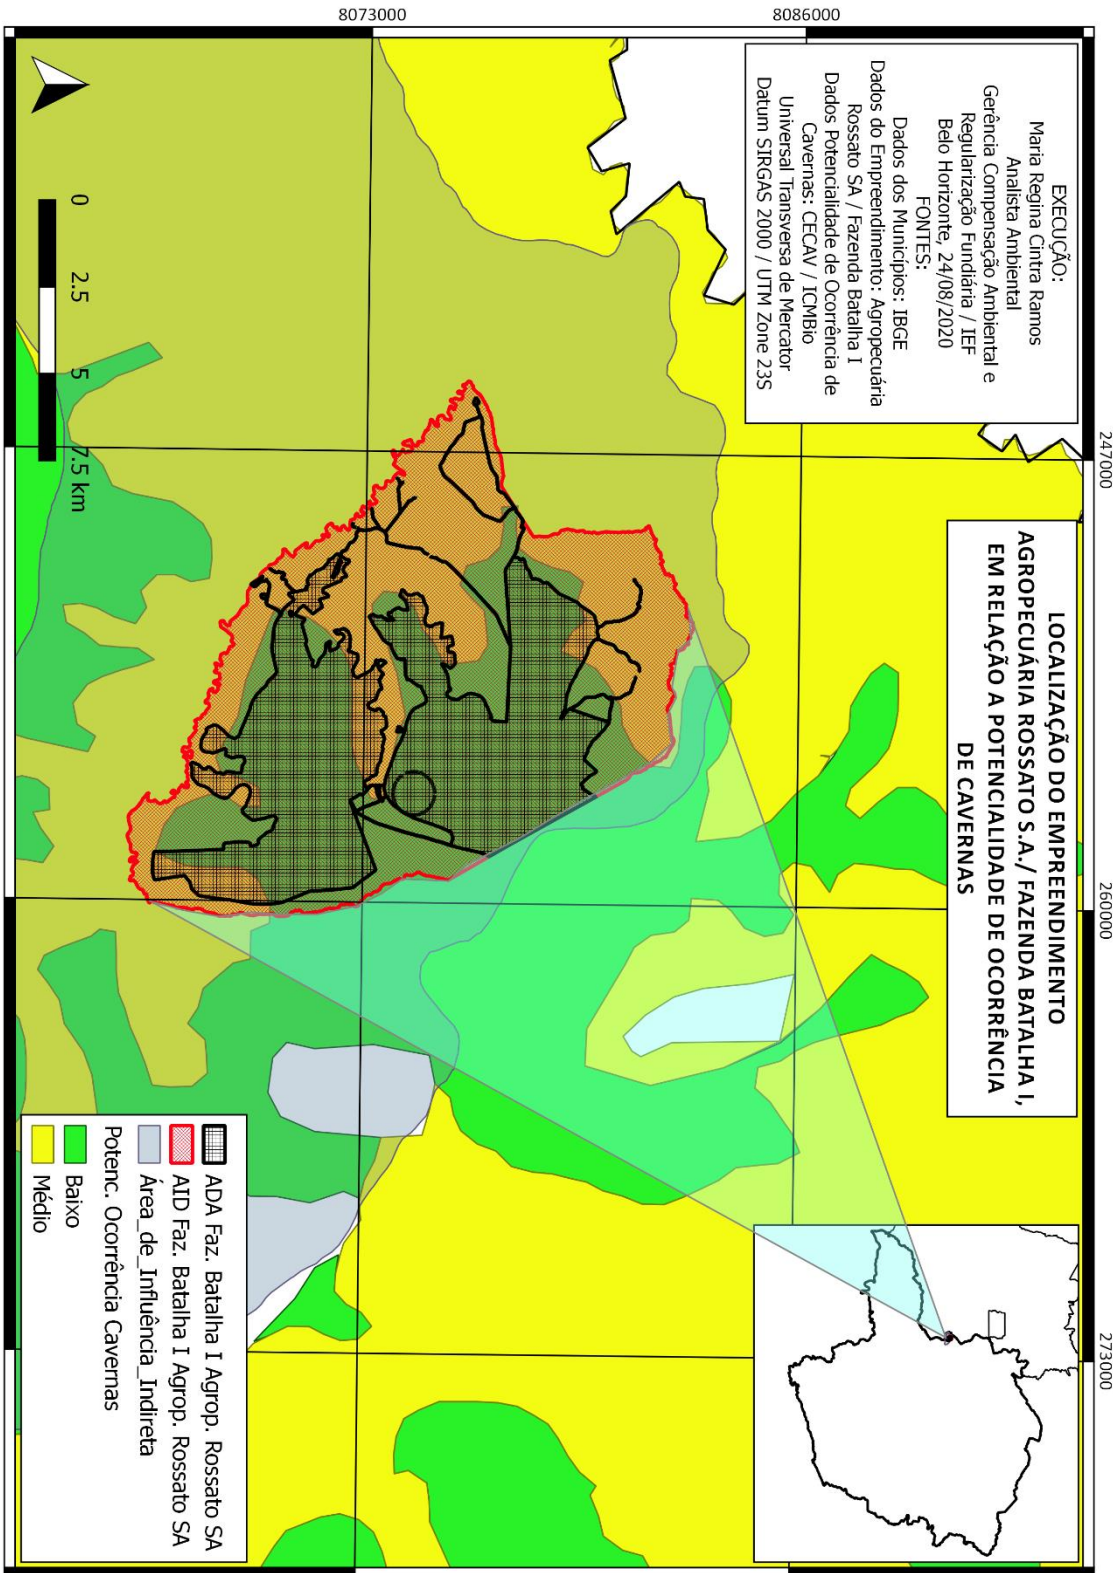 LOCALIZAÇÃO DO EMPREENDIMENTO
AGROPECUÁRIA ROSSATO S.A./ FAZENDA BATALHA I,
EM RELAÇÃO A POTENCIALIDADE DE OCORRÊNCIA
DE CAVERNAS
EXECUÇÃO:
Maria Regina Cintra Ramos
Analista Ambiental
Gerência Compensação Ambiental e
Regularização Fundiária / IEF
Belo Horizonte, 24/08/2020
FONTES:
Dados dos Municípios: IBGE
Dados do Empreendimento: Agropecuária
Rossato SA / Fazenda Batalha I
Dados Potencialidade de Ocorrência de
Cavernas: CECAV / ICMBio
Universal Transversa de Mercator
Datum SIRGAS 2000 / UTM Zone 23S
247000
260000
273000
8086000
8073000
0 2.5 5 7.5 km
ADA Faz. Batalha I Agrop. Rossato SA
AID Faz. Batalha I Agrop. Rossato SA
Área_de_Influência_Indireta
Potenc. Ocorrência Cavernas
Baixo
Médio